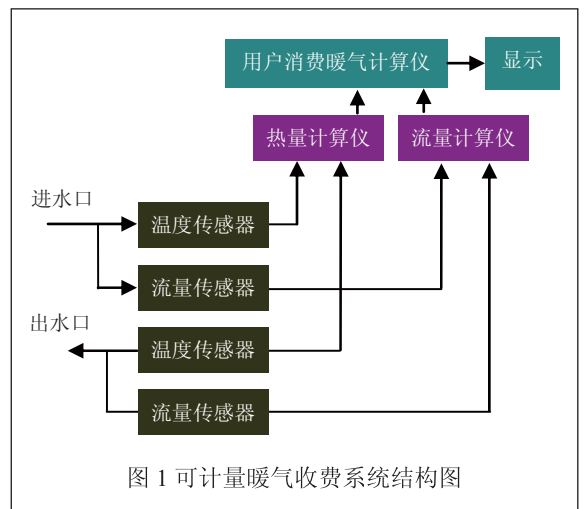 用户消费暖气计算仪
显示
热量计算仪
流量计算仪
进水口
温度传感器
流量传感器
出水口
温度传感器
流量传感器
图 1 可计量暖气收费系统结构图